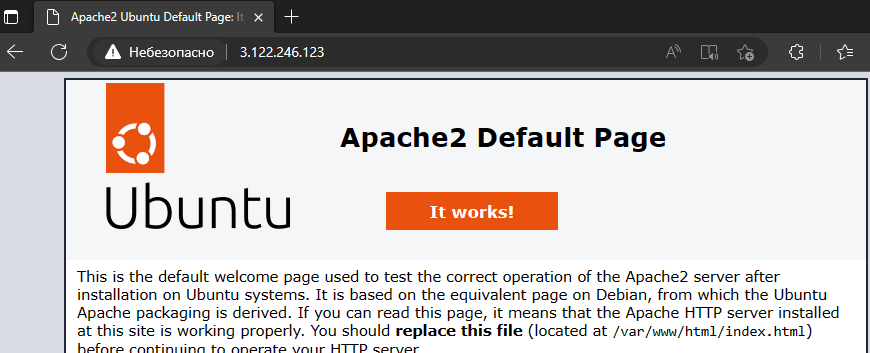 Apache2 Ubuntu Default Page: It
Небезопасно
3.122.246.123
Ubuntu
Apache2 Default Page
It works!
This is the default welcome page used to test the correct operation of the Apache2 server after
installation on Ubuntu systems. It is based on the equivalent page on Debian, from which the Ubuntu
Apache packaging is derived. If you can read this page, it means that the Apache HTTP server installed
at this site is working properly. You should replace this file (located at /var/www/html/index.html)
before continuing to operate your HTTP server